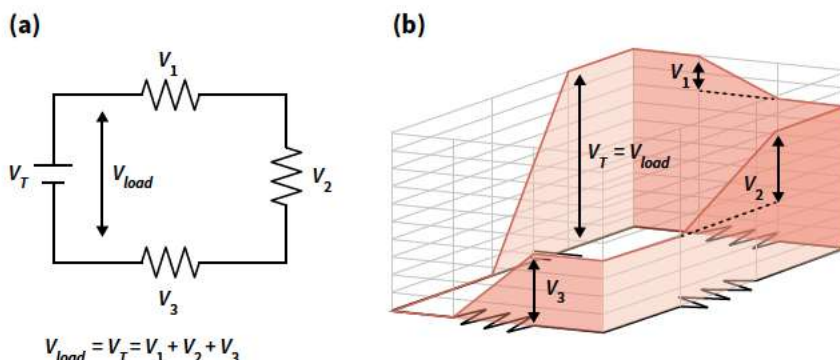 (a)
V1
VT
Vload
V2
V3
Vload = VT = V1 + V2 + V3
(b)
V1
VT = Vload
V2
V3